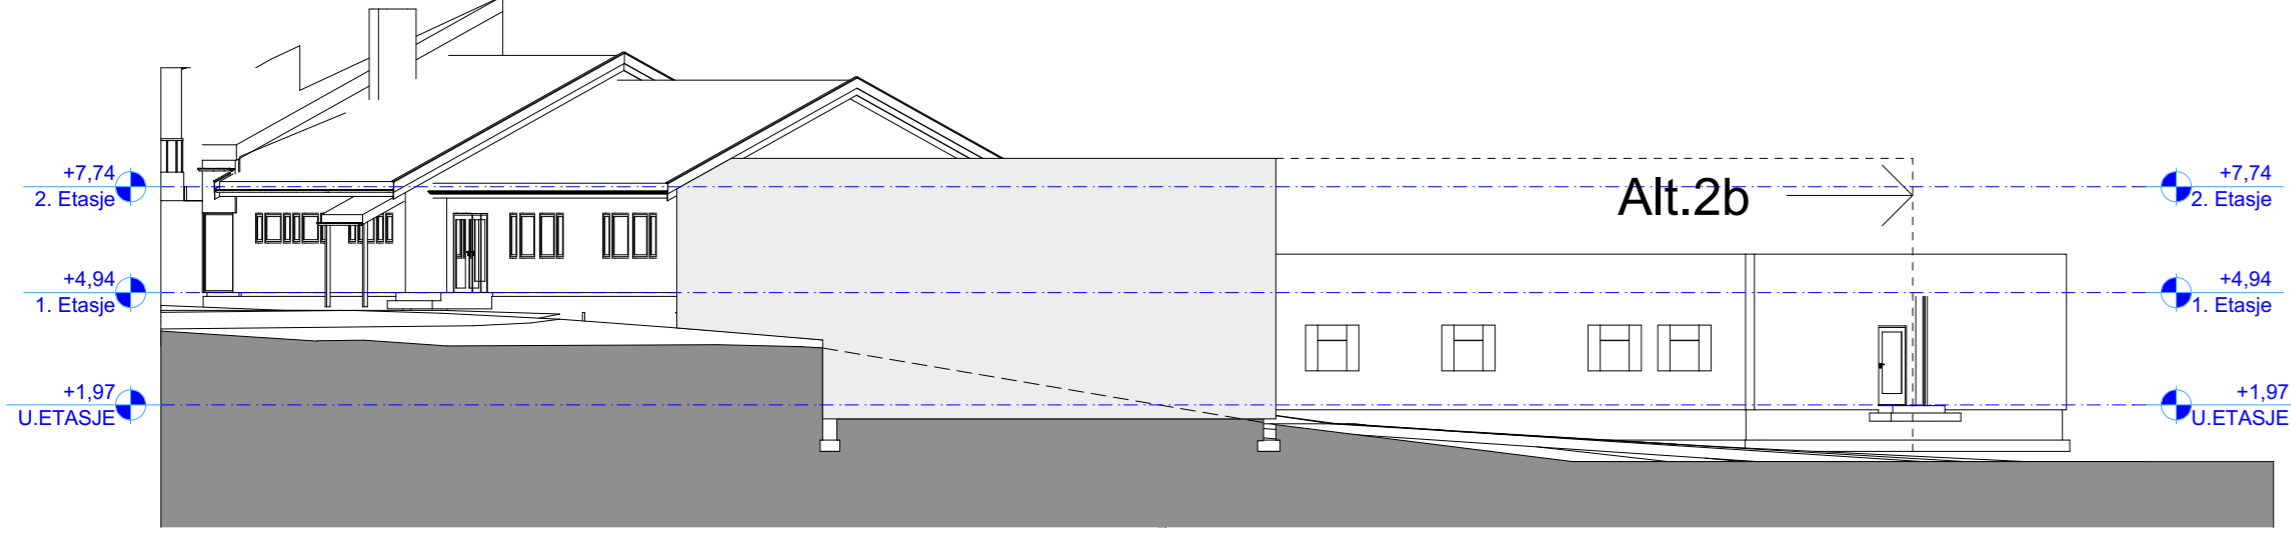 +7,74
2. Etasje
+7,74
2. Etasje
Alt.2b
+4,94
1. Etasje
+4,94
1. Etasje
+1,97
U.ETASJE
+1,97
U.ETASJE